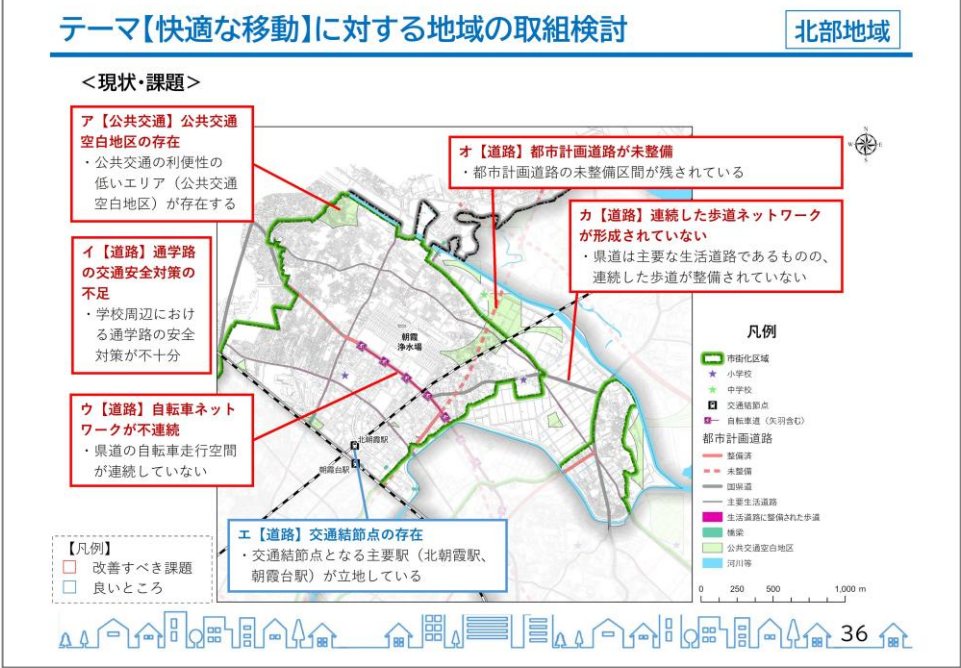 テーマ【快適な移動】に対する地域の取組検討
北部地域
＜現状・課題＞
ア【公共交通】公共交通
空白地区の存在
・公共交通の利便性の
低いエリア（公共交通
空白地区）が存在する
イ【道路】通学路
の交通安全対策の
不足
・学校周辺におけ
る通学路の安全
対策が不十分
ウ【道路】自転車ネット
ワークが不連続
・県道の自転車走行空間
が連続していない
エ【道路】交通結節点の存在
・交通結節点となる主要駅（北朝霞駅、
朝霞台駅）が立地している
オ【道路】都市計画道路が未整備
・都市計画道路の未整備区間が残されている
カ【道路】連続した歩道ネットワーク
が形成されていない
・県道は主要な生活道路であるものの、
連続した歩道が整備されていない
朝霞
浄水場
北朝霞駅
朝霞台駅
N
W
E
S
凡例
市街化区域
小学校
中学校
交通結節点
自転車道（矢羽含む）
都市計画道路
整備済
未整備
国県道
主要生活道路
生活道路に整備された歩道
橋梁
公共交通空白地区
河川等
0 250 500 1,000 m
【凡例】
改善すべき課題
良いところ
36